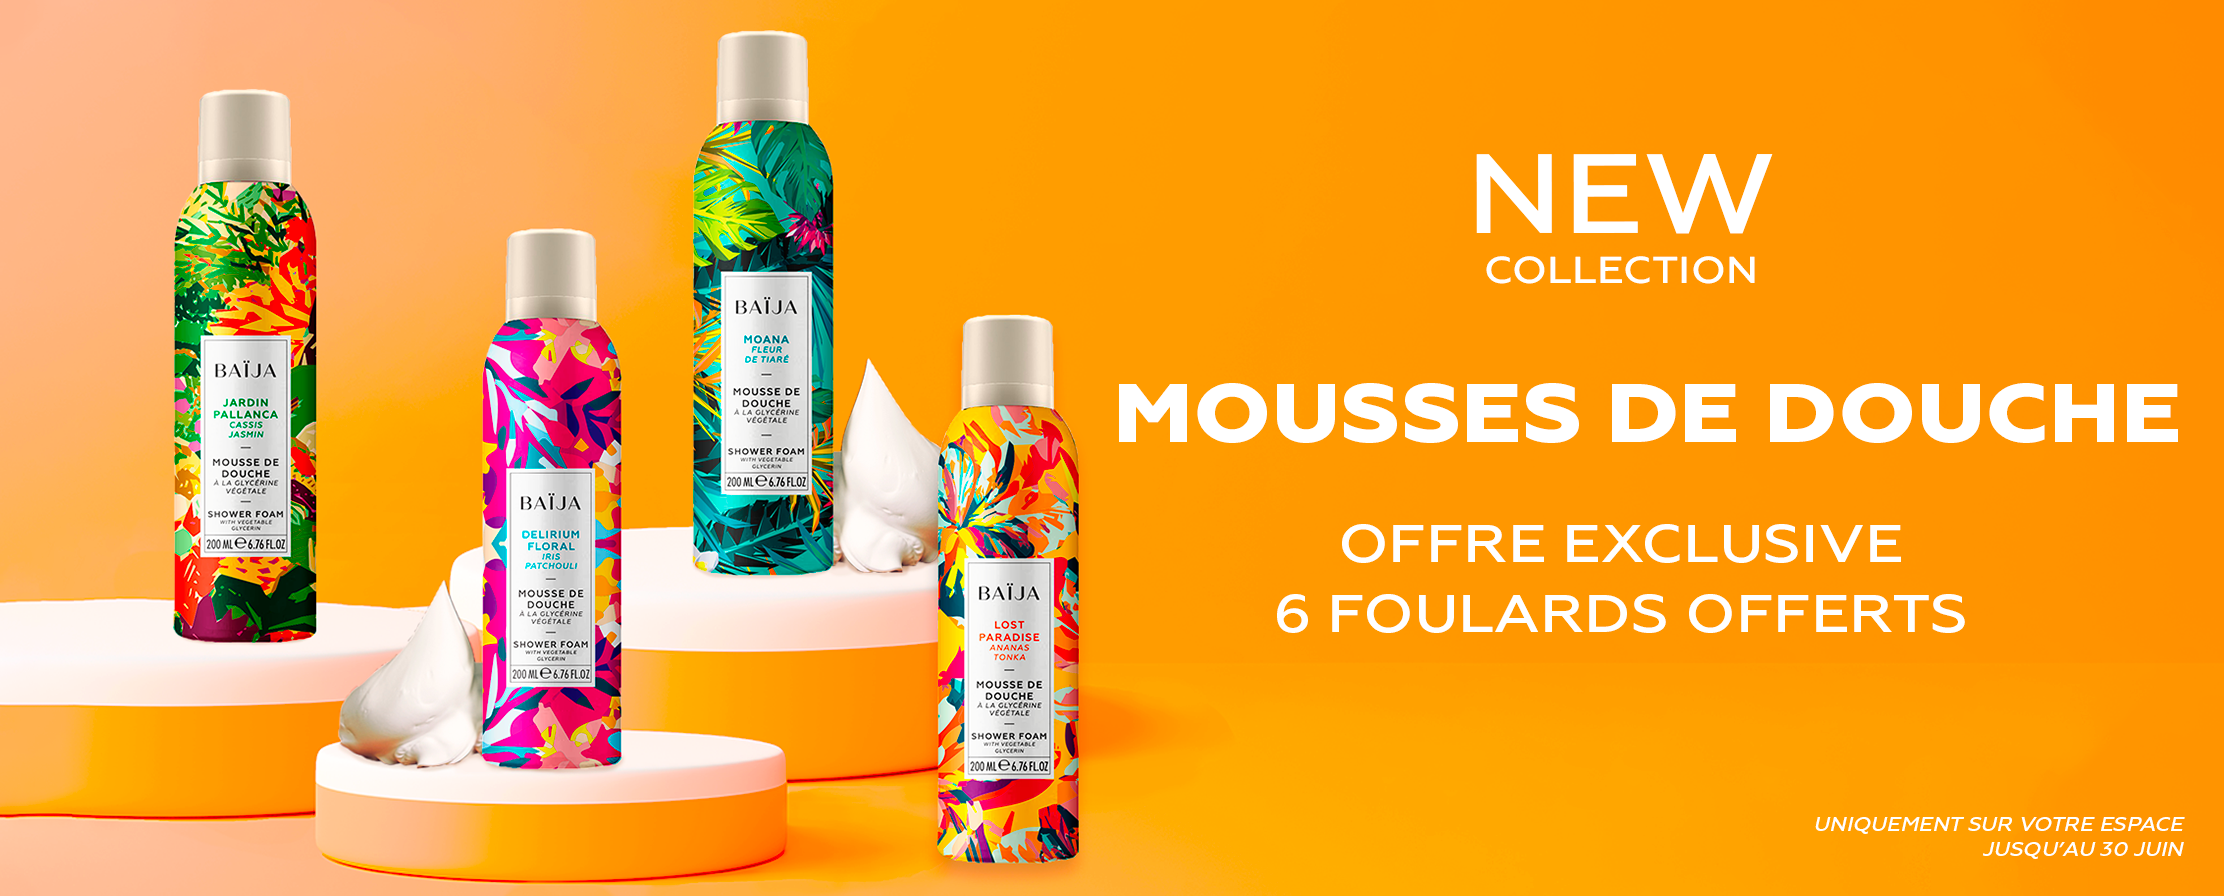 BAÏJA
JARDIN
PALLANCA
CASSIS
JASMIN
MOUSSE DE
DOUCHE
À LA GLYCÉRINE
VÉGÉTALE
SHOWER FOAM
WITH VEGETABLE
GLYCERIN
200 ML ℮ 6.76 FL.OZ
BAÏJA
DELIRIUM
FLORAL
IRIS
PATCHOULI
MOUSSE DE
DOUCHE
À LA GLYCÉRINE
VÉGÉTALE
SHOWER FOAM
WITH VEGETABLE
GLYCERIN
200 ML ℮ 6.76 FL.OZ
BAÏJA
MOANA
FLEUR
DE TIARÉ
MOUSSE DE
DOUCHE
À LA GLYCÉRINE
VÉGÉTALE
SHOWER FOAM
WITH VEGETABLE
GLYCERIN
200 ML ℮ 6.76 FL.OZ
BAÏJA
LOST
PARADISE
ANANAS
TONKA
MOUSSE DE
DOUCHE
À LA GLYCÉRINE
VÉGÉTALE
SHOWER FOAM
WITH VEGETABLE
GLYCERIN
200 ML ℮ 6.76 FL.OZ
NEW
COLLECTION
MOUSSES DE DOUCHE
OFFRE EXCLUSIVE
6 FOULARDS OFFERTS
UNIQUEMENT SUR VOTRE ESPACE
JUSQU'AU 30 JUIN